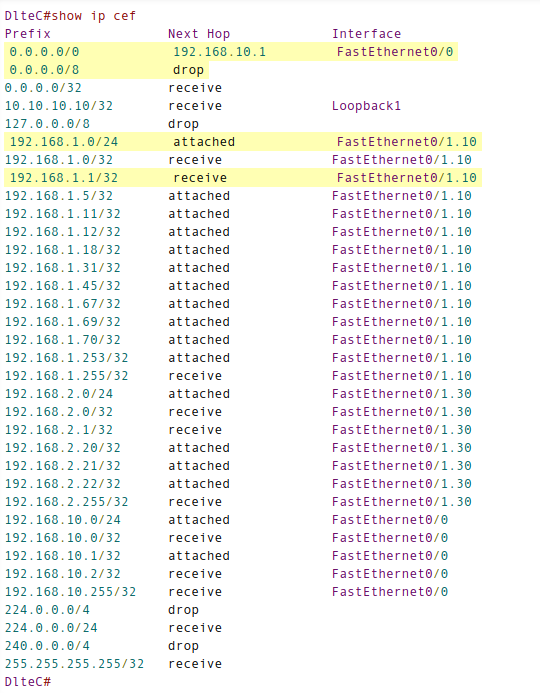 DlteC#show ip cef
Prefix Next Hop Interface
0.0.0.0/0 192.168.10.1 FastEthernet0/0
0.0.0.0/8 drop
0.0.0.0/32 receive
10.10.10.10/32 receive Loopback1
127.0.0.0/8 drop
192.168.1.0/24 attached FastEthernet0/1.10
192.168.1.0/32 receive FastEthernet0/1.10
192.168.1.1/32 receive FastEthernet0/1.10
192.168.1.5/32 attached FastEthernet0/1.10
192.168.1.11/32 attached FastEthernet0/1.10
192.168.1.12/32 attached FastEthernet0/1.10
192.168.1.18/32 attached FastEthernet0/1.10
192.168.1.31/32 attached FastEthernet0/1.10
192.168.1.45/32 attached FastEthernet0/1.10
192.168.1.67/32 attached FastEthernet0/1.10
192.168.1.69/32 attached FastEthernet0/1.10
192.168.1.70/32 attached FastEthernet0/1.10
192.168.1.253/32 attached FastEthernet0/1.10
192.168.1.255/32 receive FastEthernet0/1.10
192.168.2.0/24 attached FastEthernet0/1.30
192.168.2.0/32 receive FastEthernet0/1.30
192.168.2.1/32 receive FastEthernet0/1.30
192.168.2.20/32 attached FastEthernet0/1.30
192.168.2.21/32 attached FastEthernet0/1.30
192.168.2.22/32 attached FastEthernet0/1.30
192.168.2.255/32 receive FastEthernet0/1.30
192.168.10.0/24 attached FastEthernet0/0
192.168.10.0/32 receive FastEthernet0/0
192.168.10.1/32 attached FastEthernet0/0
192.168.10.2/32 receive FastEthernet0/0
192.168.10.255/32 receive FastEthernet0/0
224.0.0.0/4 drop
224.0.0.0/24 receive
240.0.0.0/4 drop
255.255.255.255/32 receive
DlteC#